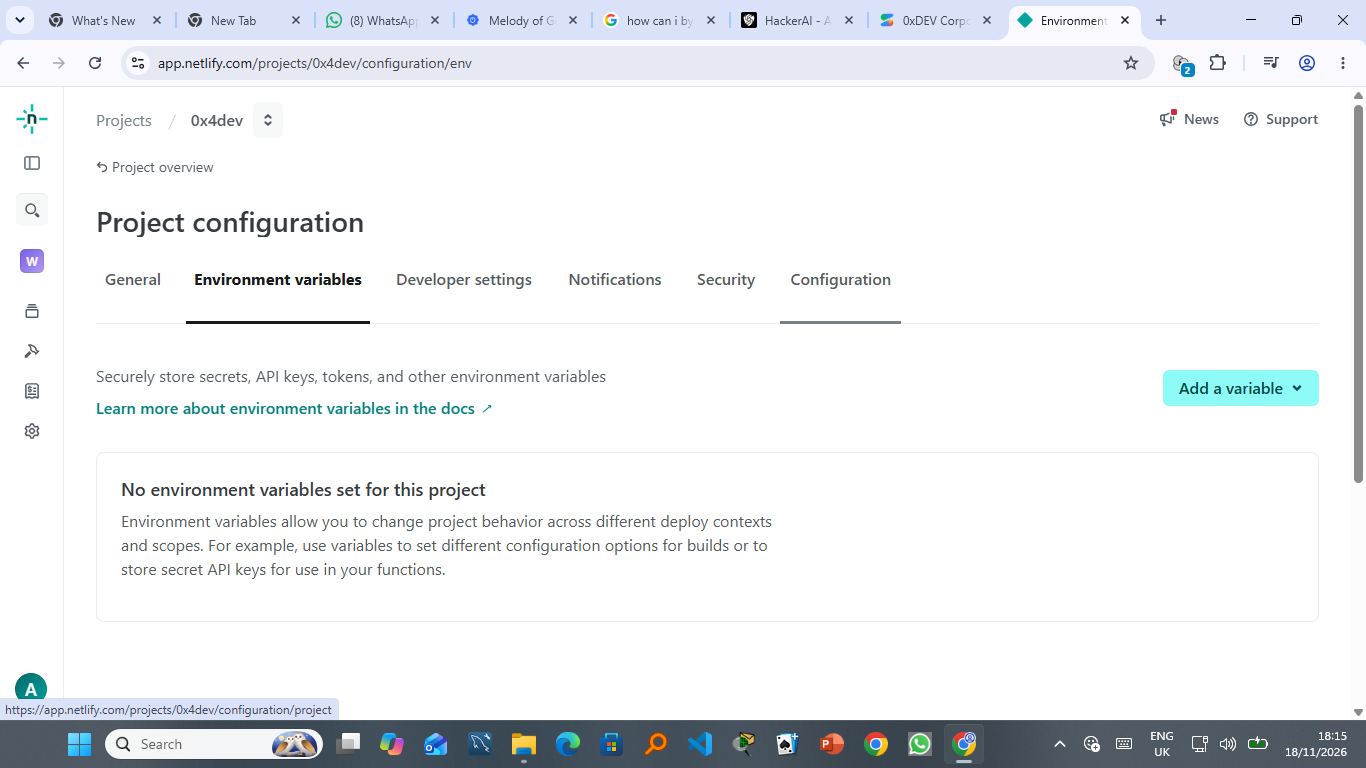 What's New
New Tab
(8) WhatsApp
Melody of G
how can i by
HackerAI - A
0xDEV Corpo
Environment
app.netlify.com/projects/0x4dev/configuration/env
2
n
Projects / 0x4dev
News
Support
Project overview
Project configuration
W
General
Environment variables
Developer settings
Notifications
Security
Configuration
Securely store secrets, API keys, tokens, and other environment variables
Learn more about environment variables in the docs ↗
Add a variable
No environment variables set for this project
Environment variables allow you to change project behavior across different deploy contexts
and scopes. For example, use variables to set different configuration options for builds or to
store secret API keys for use in your functions.
A
https://app.netlify.com/projects/0x4dev/configuration/project
Search
ENG
UK
18:15
18/11/2026